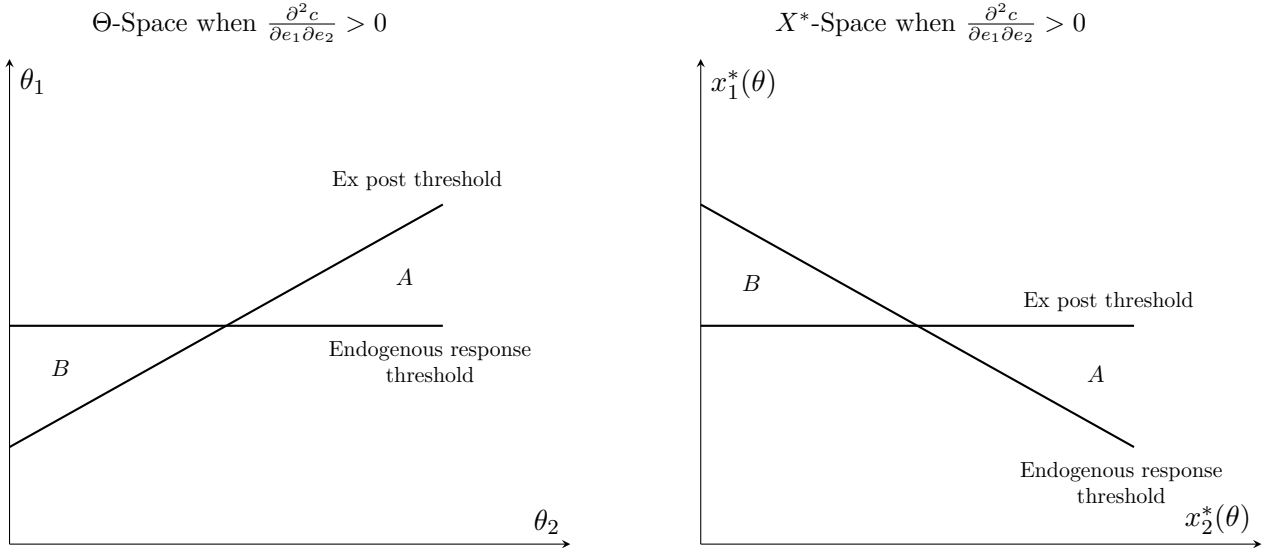 Θ-Space when ∂²c/∂e₁∂e₂ > 0
θ₁
Ex post threshold
A
Endogenous response
threshold
B
θ₂
X*-Space when ∂²c/∂e₁∂e₂ > 0
x₁*(θ)
B
Ex post threshold
A
Endogenous response
threshold
x₂*(θ)